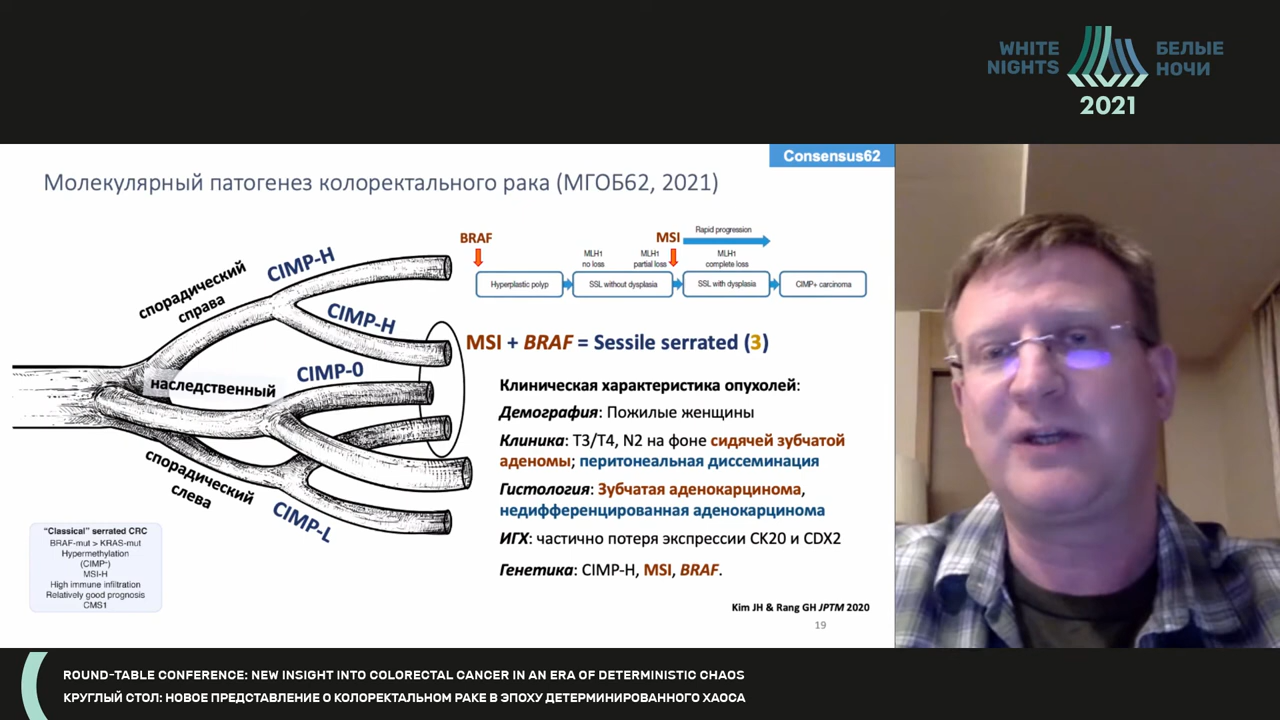 WHITE NIGHTS
БЕЛЫЕ НОЧИ
2021
Consensus62
Молекулярный патогенез колоректального рака (МГОБ62, 2021)
BRAF
MSI
Rapid progression
MLH1 no loss
MLH1 partial loss
MLH1 complete loss
Hyperplastic polyp
SSL without dysplasia
SSL with dysplasia
CIMP+ carcinoma
спорадический справа
CIMP-H
CIMP-H
наследственный
CIMP-0
спорадический слева
CIMP-L
MSI + BRAF = Sessile serrated (3)
Клиническая характеристика опухолей:
Демография: Пожилые женщины
Клиника: T3/T4, N2 на фоне сидячей зубчатой
аденомы; перитонеальная диссеминация
Гистология: Зубчатая аденокарцинома,
недифференцированная аденокарцинома
ИГХ: частично потеря экспрессии CK20 и CDX2
Генетика: CIMP-H, MSI, BRAF.
"Classical" serrated CRC
BRAF-mut > KRAS-mut
Hypermethylation
(CIMP+)
MSI-H
High immune infiltration
Relatively good prognosis
CMS1
Kim JH & Rang GH JPTM 2020
19
ROUND-TABLE CONFERENCE: NEW INSIGHT INTO COLORECTAL CANCER IN AN ERA OF DETERMINISTIC CHAOS
КРУГЛЫЙ СТОЛ: НОВОЕ ПРЕДСТАВЛЕНИЕ О КОЛОРЕКТАЛЬНОМ РАКЕ В ЭПОХУ ДЕТЕРМИНИРОВАННОГО ХАОСА